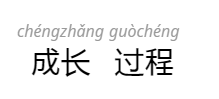 chéngzhǎng guòchéng
成长 过程